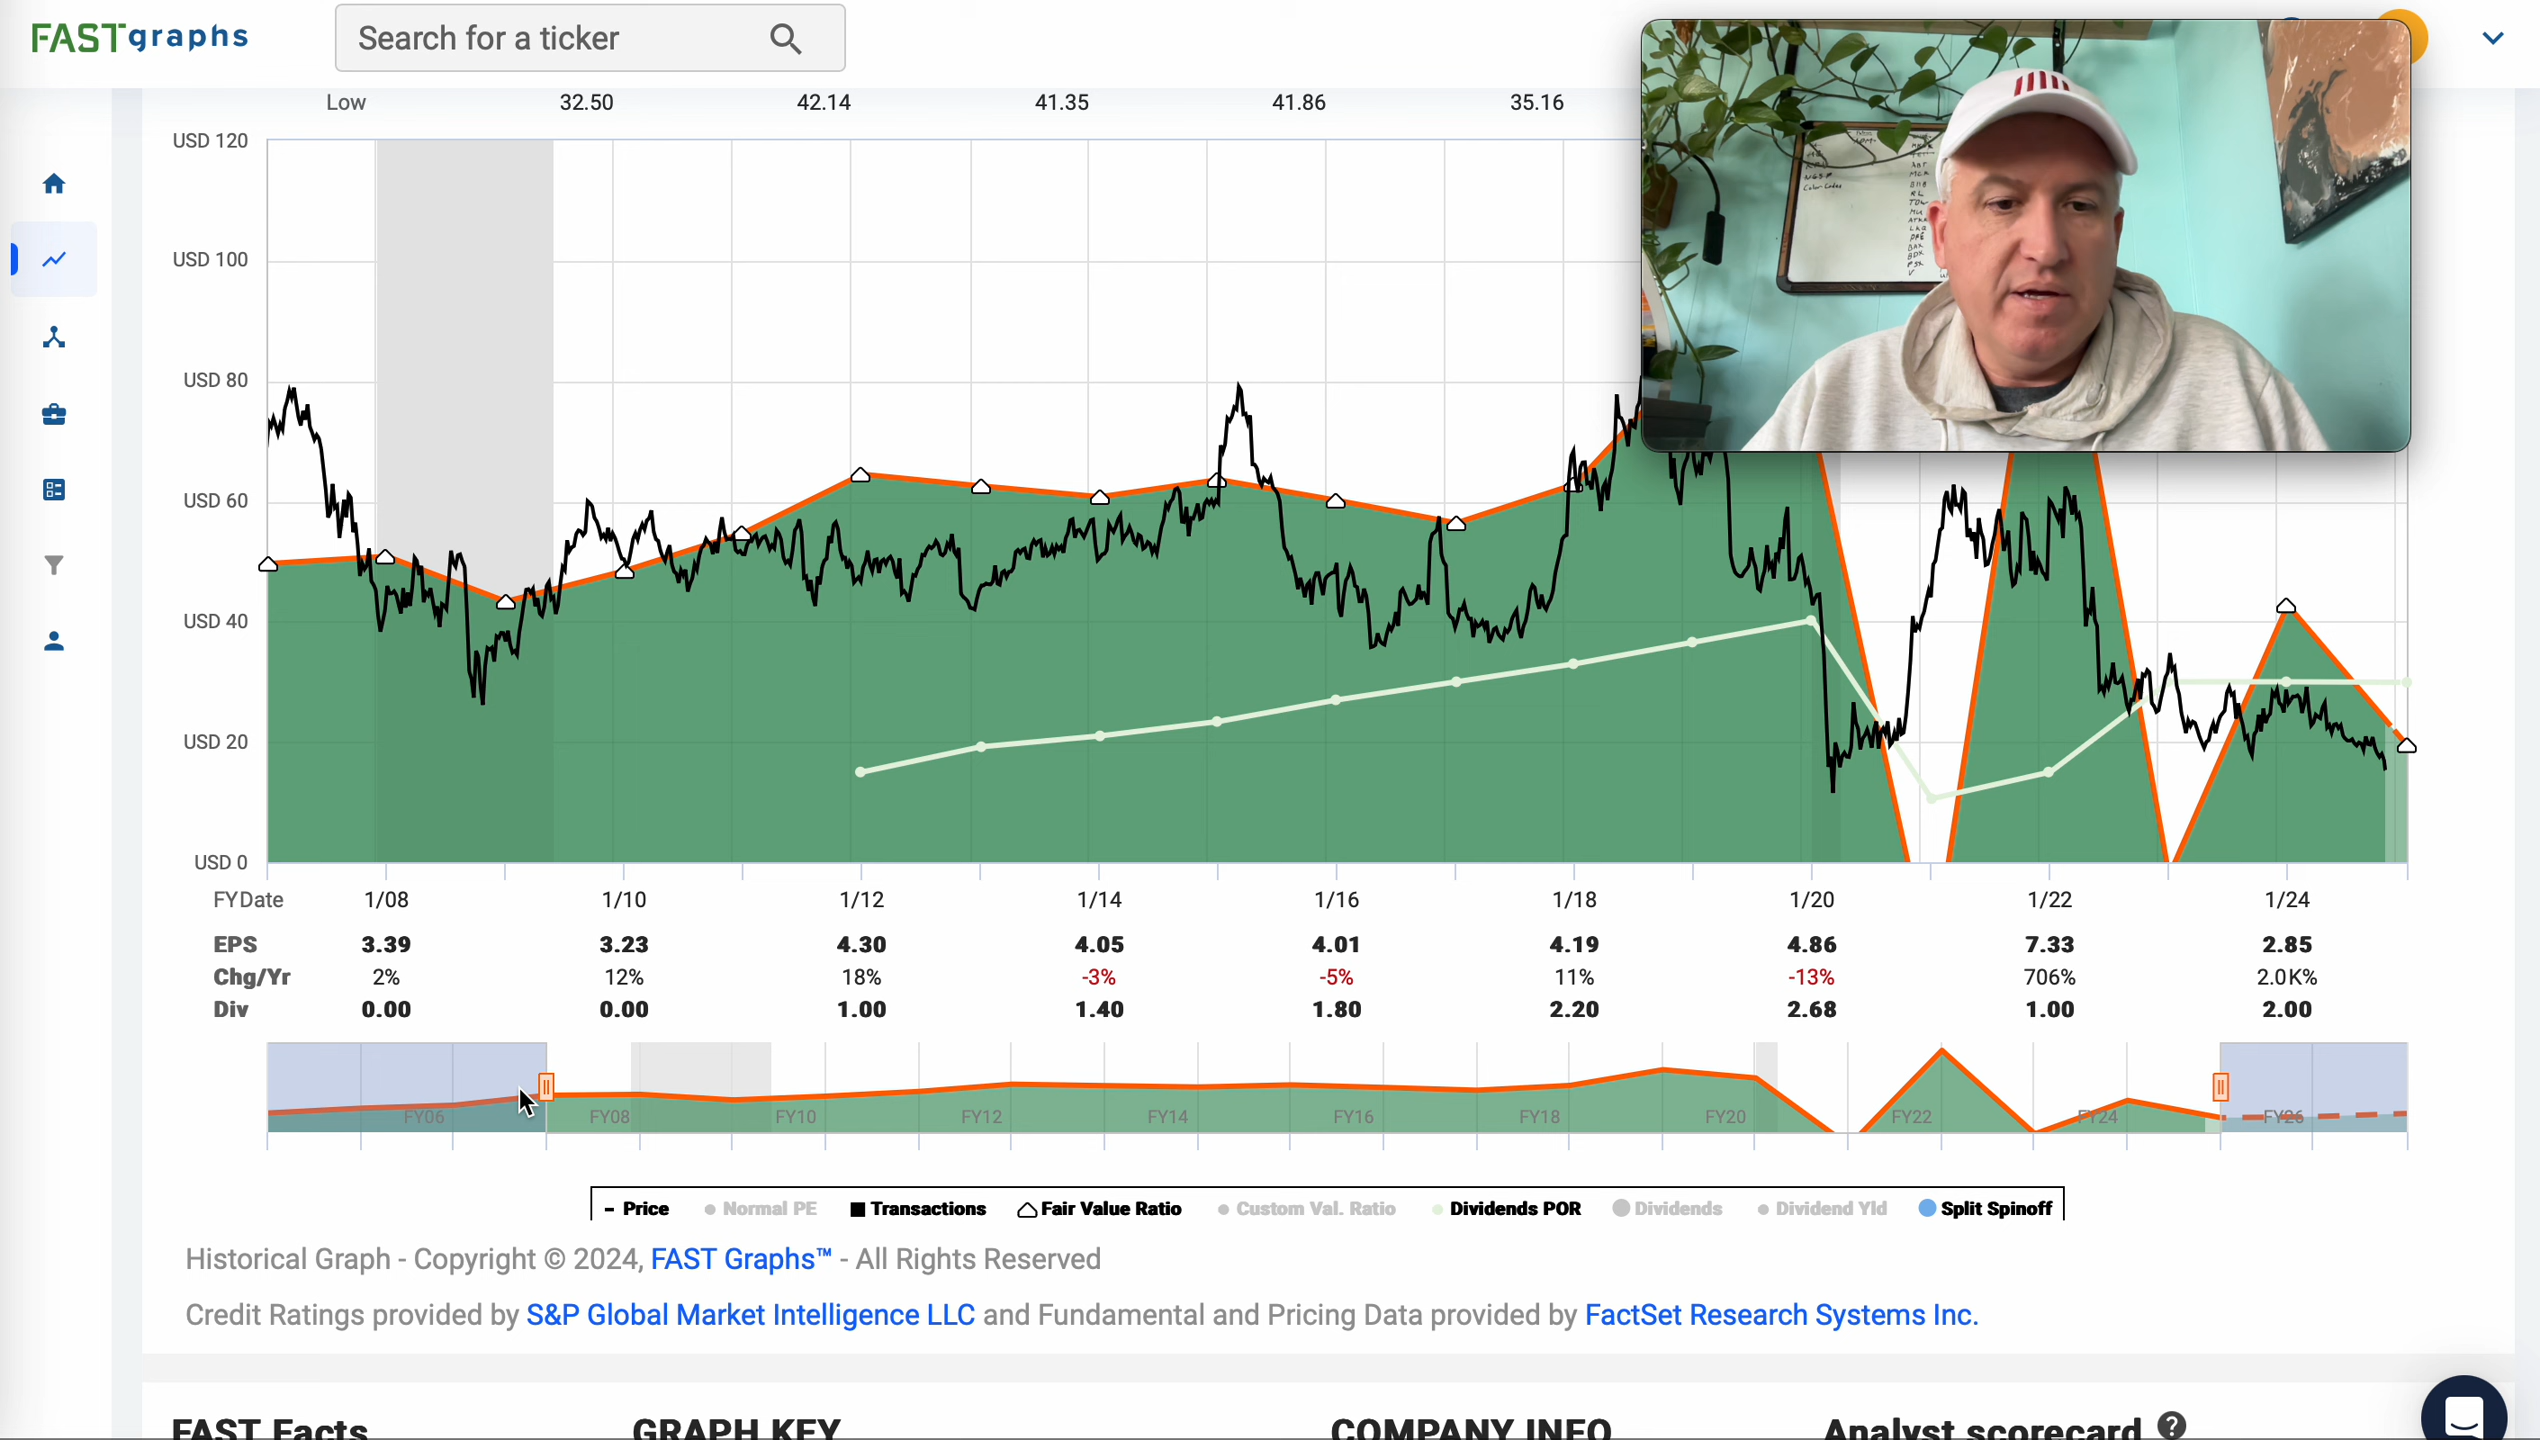 FASTgraphs
Search for a ticker
Low 32.50 42.14 41.35 41.86 35.16
USD 120
USD 100
USD 80
USD 60
USD 40
USD 20
USD 0
FYDate 1/08 1/10 1/12 1/14 1/16 1/18 1/20 1/22 1/24
EPS 3.39 3.23 4.30 4.05 4.01 4.19 4.86 7.33 2.85
Chg/Yr 2% 12% 18% -3% -5% 11% -13% 706% 2.0K%
Div 0.00 0.00 1.00 1.40 1.80 2.20 2.68 1.00 2.00
FY06 FY08 FY10 FY12 FY14 FY16 FY18 FY20 FY22 FY24 FY26
Price Normal PE Transactions Fair Value Ratio Custom Val. Ratio Dividends POR Dividends Dividend Yld Split Spinoff
Historical Graph - Copyright © 2024, FAST Graphs™ - All Rights Reserved
Credit Ratings provided by S&P Global Market Intelligence LLC and Fundamental and Pricing Data provided by FactSet Research Systems Inc.
FAST Facts GRAPH KEY COMPANY INFO Analyst scorecard ?